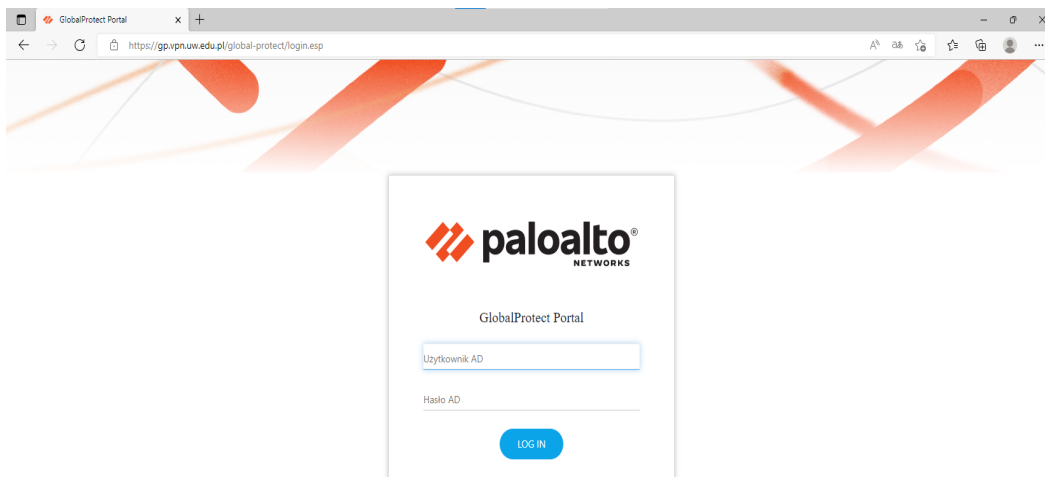 GlobalProtect Portal
https://gp.vpn.uw.edu.pl/global-protect/login.esp
paloalto®
NETWORKS
GlobalProtect Portal
Użytkownik AD
Hasło AD
LOG IN